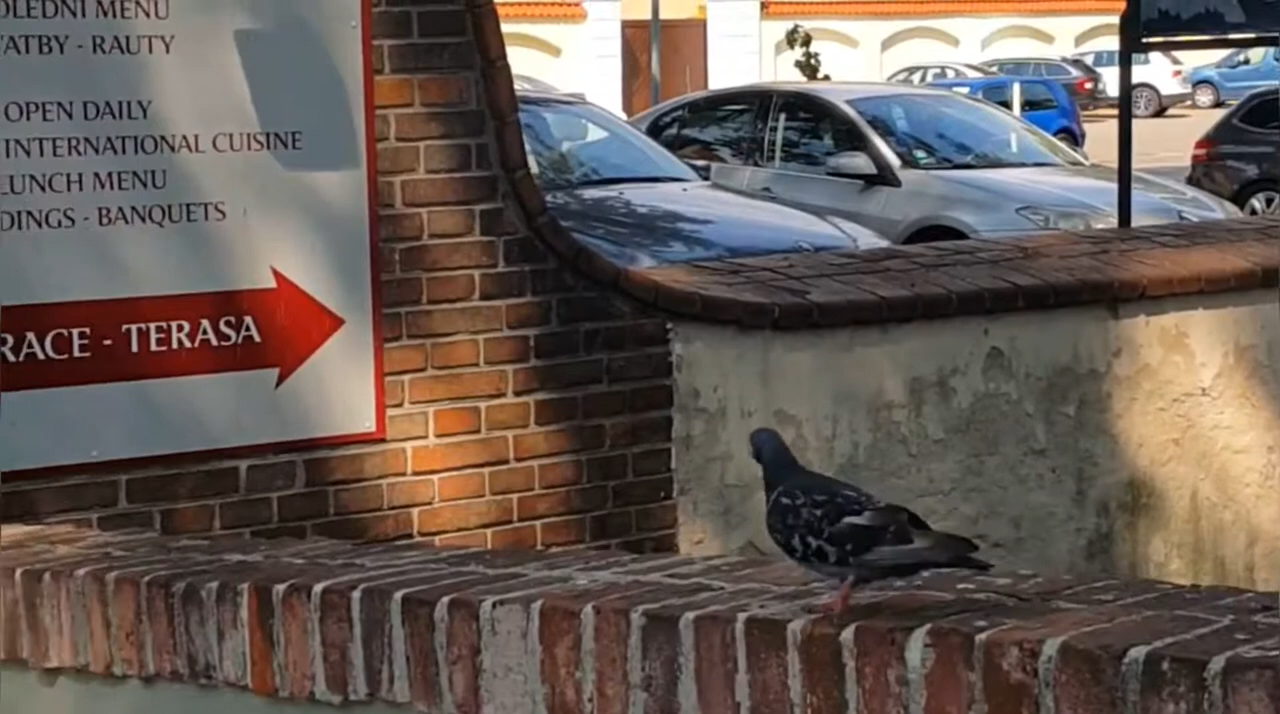 OLEDNÍ MENU
ATBY - RAUTY
OPEN DAILY
INTERNATIONAL CUISINE
LUNCH MENU
DINGS - BANQUETS
RACE - TERASA